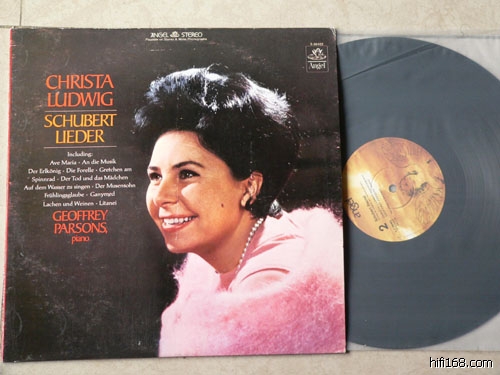 ANGEL STEREO
CHRISTA
LUDWIG
SCHUBERT
LIEDER
Including:
Ave Maria - An die Musik
Der Erlkönig - Die Forelle - Gretchen am
Spinnrad - Der Tod und das Mädchen
Auf dem Wasser zu singen - Der Musensohn
Frühlingsglaube - Ganymed
Lachen und Weinen - Litanei
GEOFFREY
PARSONS,
piano
Angel
2
hifi168.com